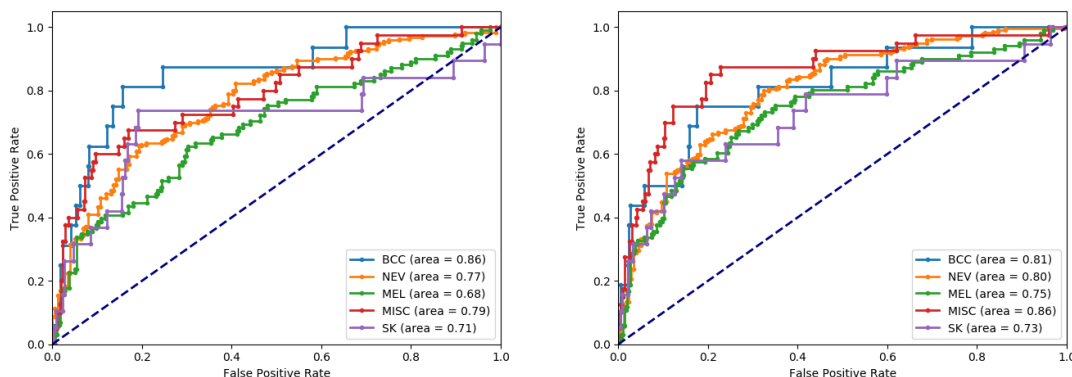 1.0
0.8
0.6
0.4
0.2
0.0
True Positive Rate
0.0 0.2 0.4 0.6 0.8 1.0
False Positive Rate
BCC (area = 0.86)
NEV (area = 0.77)
MEL (area = 0.68)
MISC (area = 0.79)
SK (area = 0.71)
1.0
0.8
0.6
0.4
0.2
0.0
True Positive Rate
0.0 0.2 0.4 0.6 0.8 1.0
False Positive Rate
BCC (area = 0.81)
NEV (area = 0.80)
MEL (area = 0.75)
MISC (area = 0.86)
SK (area = 0.73)